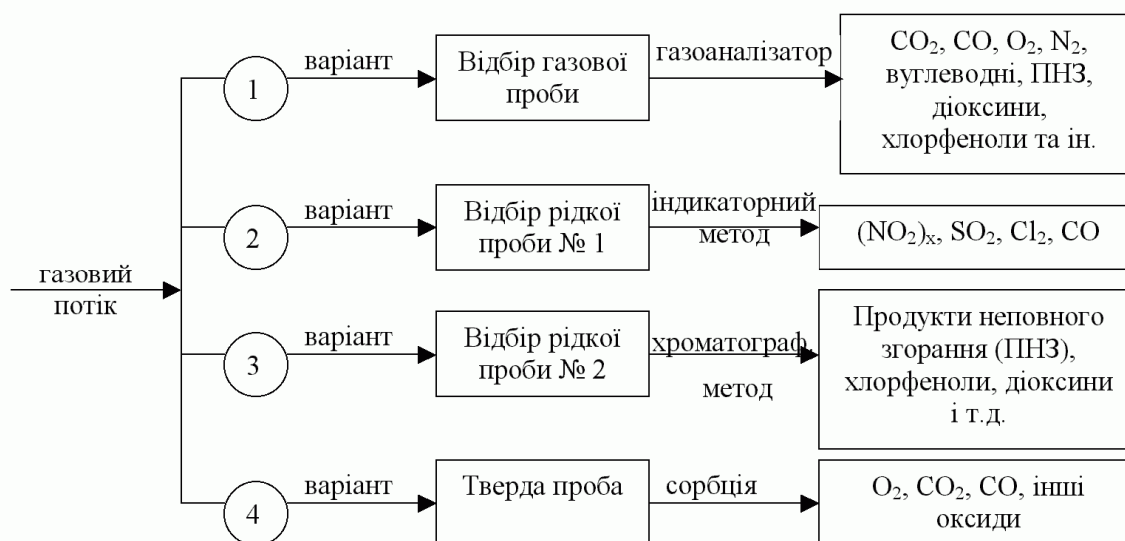 газовий
потік
1
варіант
Відбір газової
проби
газоаналізатор
CO₂, CO, O₂, N₂,
вуглеводні, ПНЗ,
діоксини,
хлорфеноли та ін.
2
варіант
Відбір рідкої
проби № 1
індикаторний
метод
(NO₂)ₓ, SO₂, Cl₂, CO
3
варіант
Відбір рідкої
проби № 2
хроматограф.
метод
Продукти неповного
згорання (ПНЗ),
хлорфеноли, діоксини
і т.д.
4
варіант
Тверда проба
сорбція
O₂, CO₂, CO, інші
оксиди